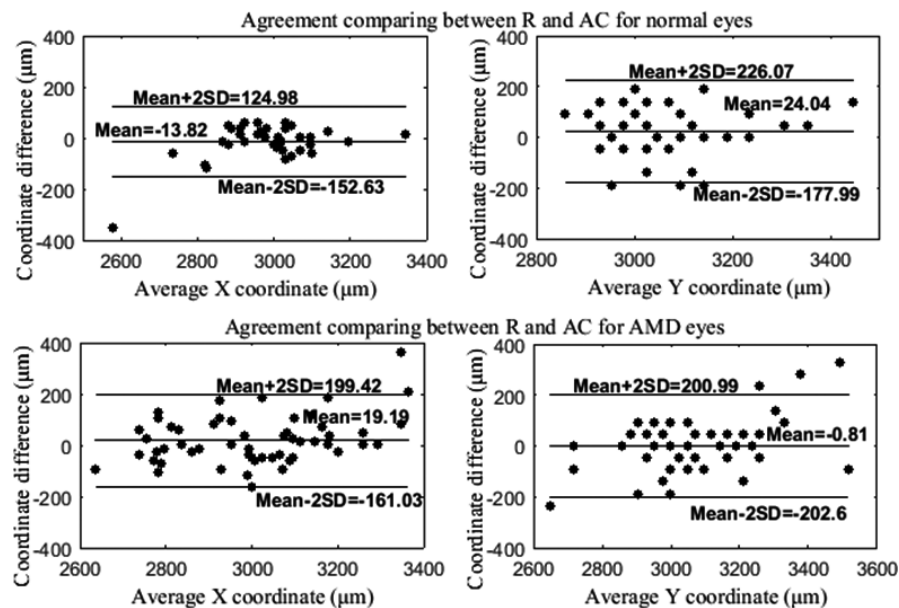 Agreement comparing between R and AC for normal eyes
Coordinate difference (μm)
400
200
0
-200
-400
Mean+2SD=124.98
Mean=-13.82
Mean-2SD=-152.63
2600 2800 3000 3200 3400
Average X coordinate (μm)
Coordinate difference (μm)
400
200
0
-200
-400
Mean+2SD=226.07
Mean=24.04
Mean-2SD=-177.99
2800 3000 3200 3400
Average Y coordinate (μm)
Agreement comparing between R and AC for AMD eyes
Coordinate difference (μm)
400
200
0
-200
-400
Mean+2SD=199.42
Mean=19.19
Mean-2SD=-161.03
2600 2800 3000 3200 3400
Average X coordinate (μm)
Coordinate difference (μm)
400
200
0
-200
-400
Mean+2SD=200.99
Mean=-0.81
Mean-2SD=-202.6
2600 2800 3000 3200 3400 3600
Average Y coordinate (μm)